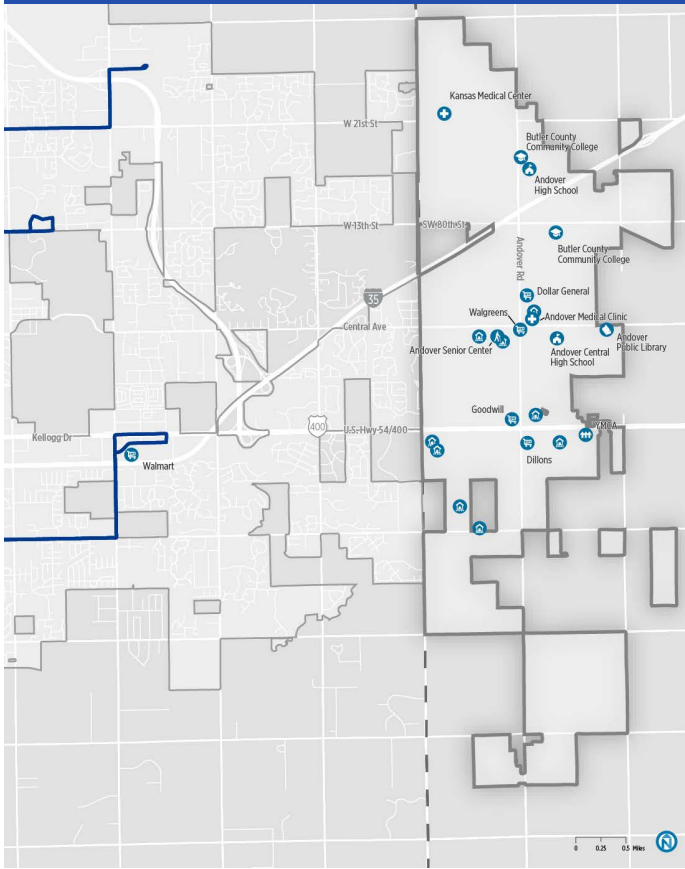 Kansas Medical Center
W 21st St
Butler County
Community College
Andover
High School
W 13th St
SW 80th St
Butler County
Community College
Andover Rd
Dollar General
35
Walgreens
Andover Medical Clinic
Central Ave
Andover Senior Center
Andover Central
High School
Andover
Public Library
Goodwill
400
U.S. Hwy 54/400
YMCA
Kellogg Dr
Walmart
Dillons
0 0.25 0.5 Miles
N